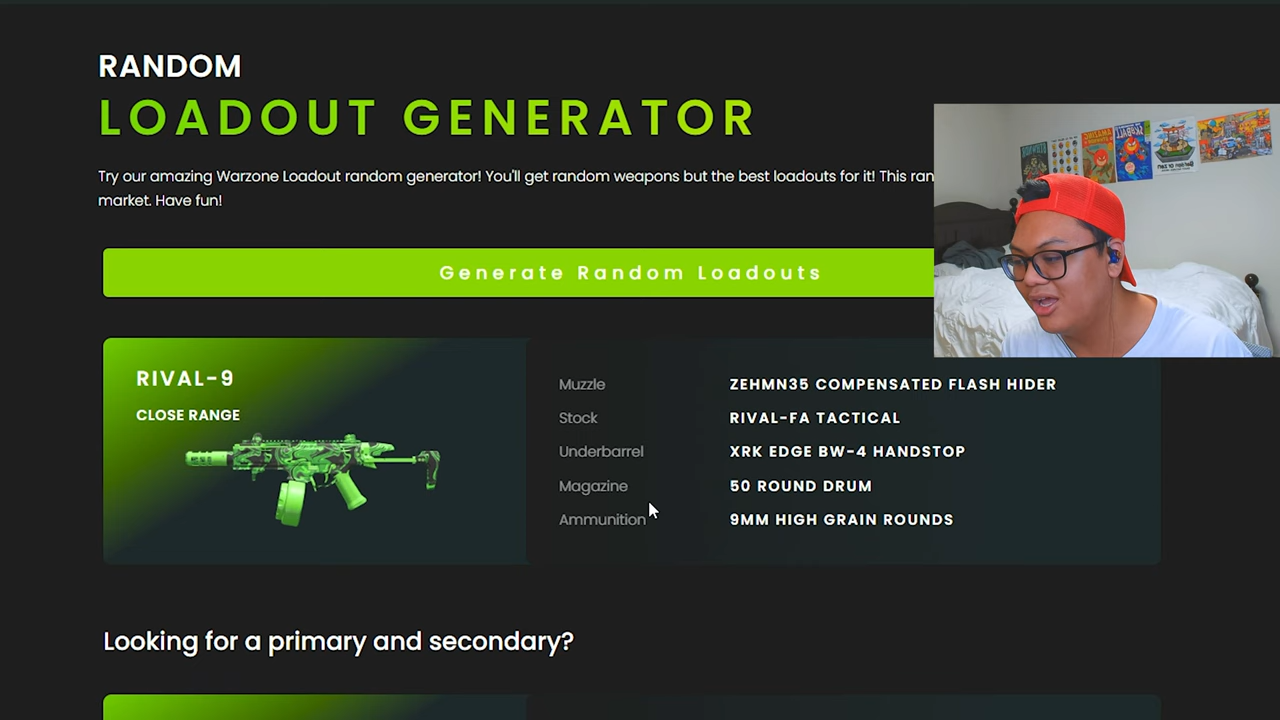 RANDOM
LOADOUT GENERATOR
Try our amazing Warzone Loadout random generator! You'll get random weapons but the best loadouts for it! This ran
market. Have fun!
Generate Random Loadouts
RIVAL-9
CLOSE RANGE
Muzzle ZEHMN35 COMPENSATED FLASH HIDER
Stock RIVAL-FA TACTICAL
Underbarrel XRK EDGE BW-4 HANDSTOP
Magazine 50 ROUND DRUM
Ammunition 9MM HIGH GRAIN ROUNDS
Looking for a primary and secondary?